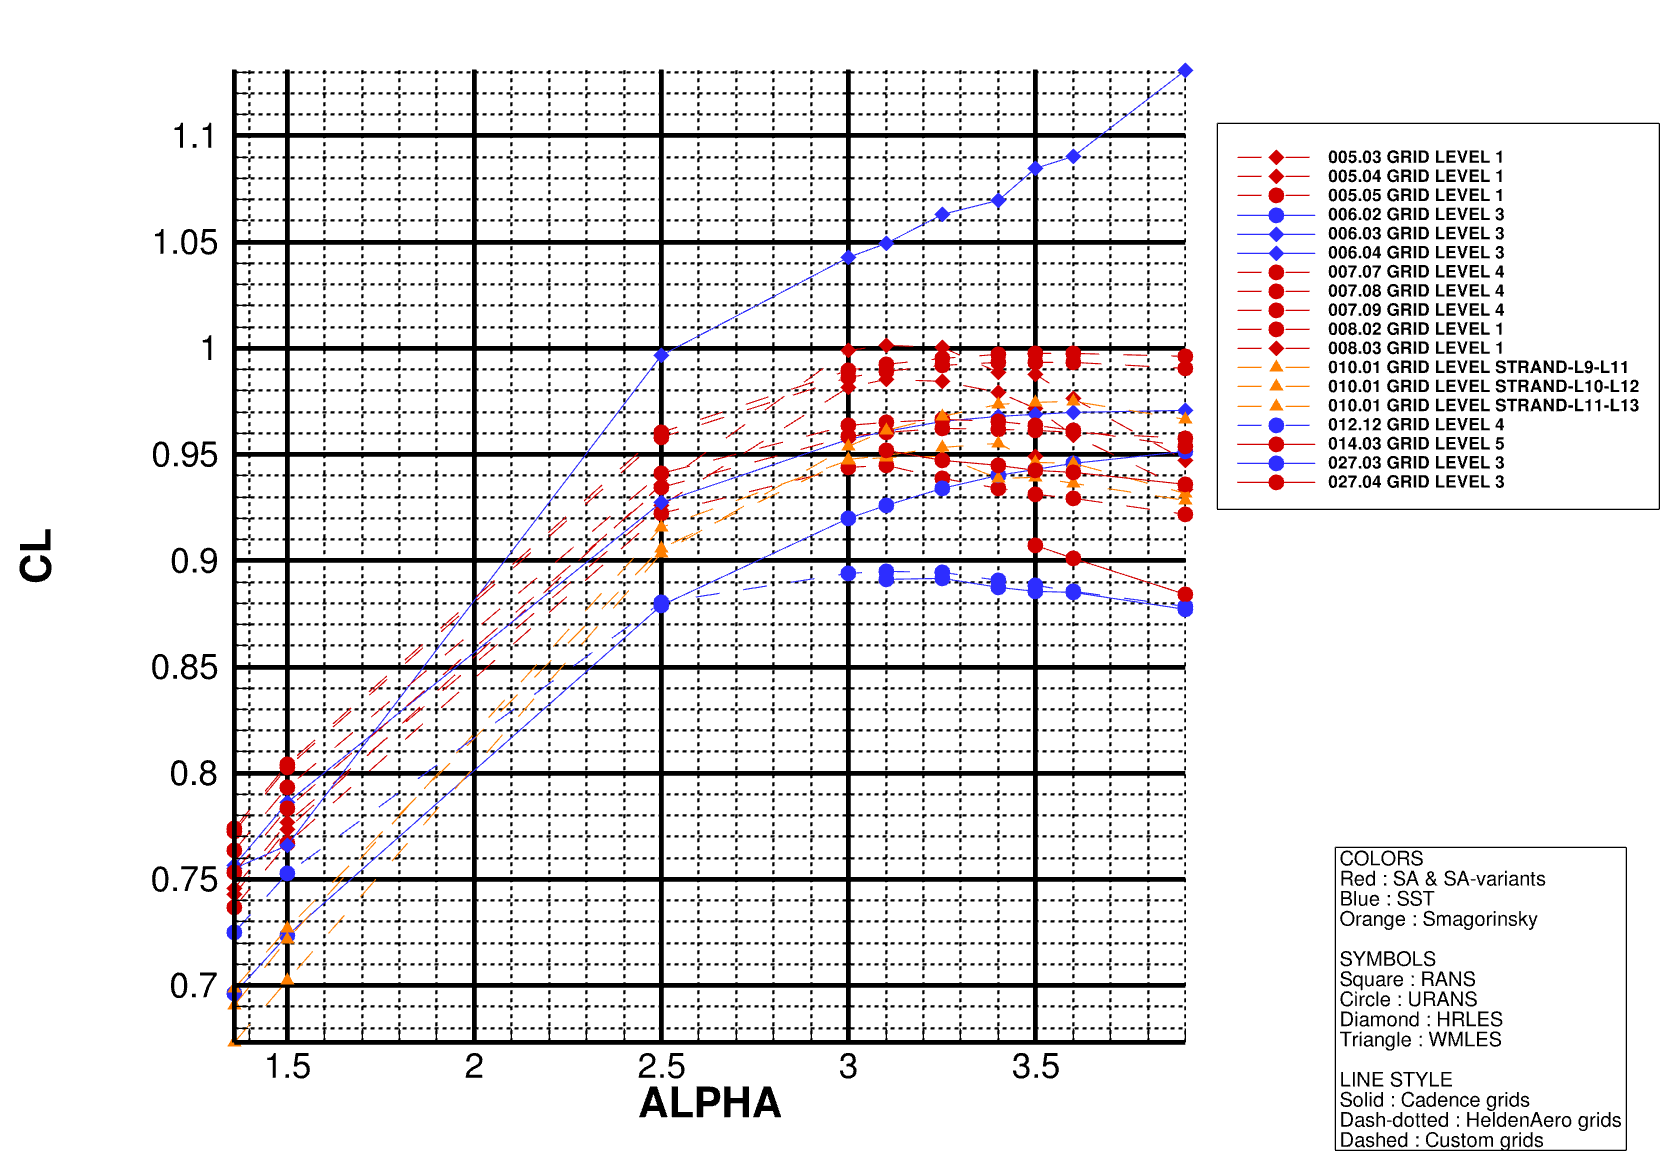 1.1
1.05
1
0.95
0.9
0.85
0.8
0.75
0.7
CL
1.5
2
2.5
3
3.5
ALPHA
005.03 GRID LEVEL 1
005.04 GRID LEVEL 1
005.05 GRID LEVEL 1
006.02 GRID LEVEL 3
006.03 GRID LEVEL 3
006.04 GRID LEVEL 3
007.07 GRID LEVEL 4
007.08 GRID LEVEL 4
007.09 GRID LEVEL 4
008.02 GRID LEVEL 1
008.03 GRID LEVEL 1
010.01 GRID LEVEL STRAND-L9-L11
010.01 GRID LEVEL STRAND-L10-L12
010.01 GRID LEVEL STRAND-L11-L13
012.12 GRID LEVEL 4
014.03 GRID LEVEL 5
027.03 GRID LEVEL 3
027.04 GRID LEVEL 3
COLORS
Red : SA & SA-variants
Blue : SST
Orange : Smagorinsky
SYMBOLS
Square : RANS
Circle : URANS
Diamond : HRLES
Triangle : WMLES
LINE STYLE
Solid : Cadence grids
Dash-dotted : HeldenAero grids
Dashed : Custom grids